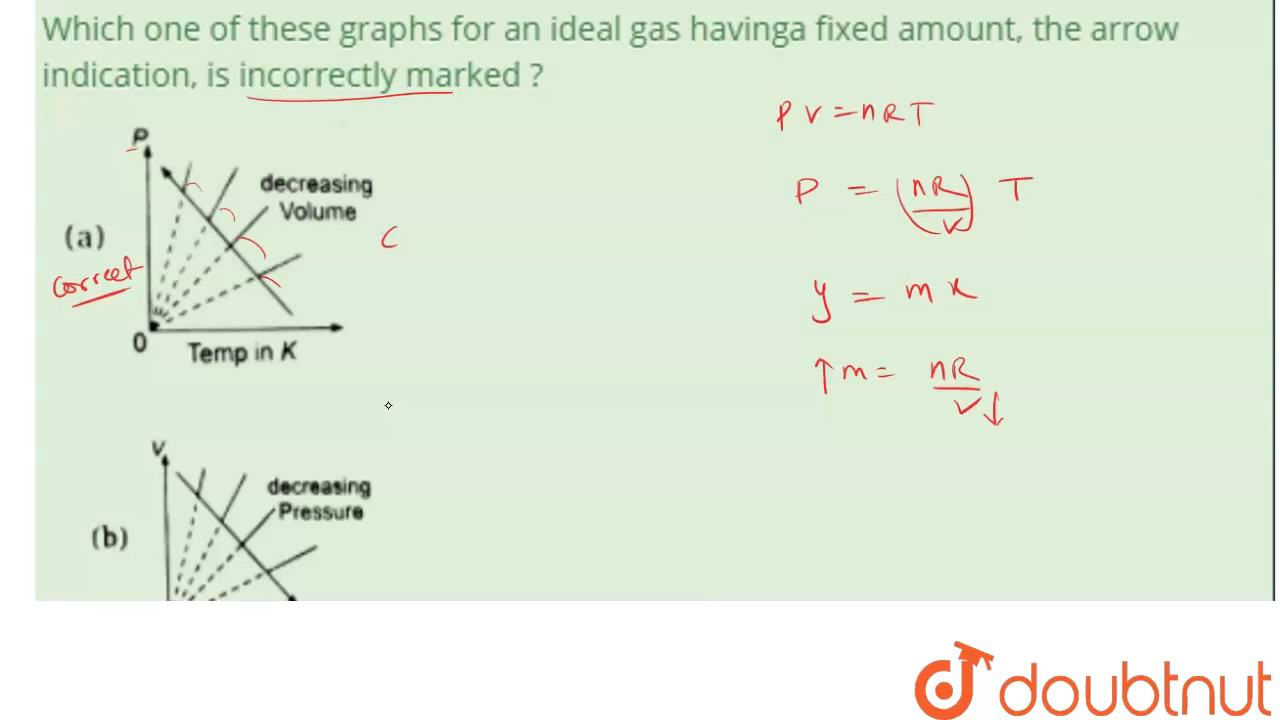 Which one of these graphs for an ideal gas havinga fixed amount, the arrow
indication, is incorrectly marked ?
P
decreasing
Volume
(a)
correct
C
0
Temp in K
PV=nRT
P = (nR/V) T
y = mx
↑ m = nR/V ↓
V
decreasing
Pressure
(b)
doubtnut